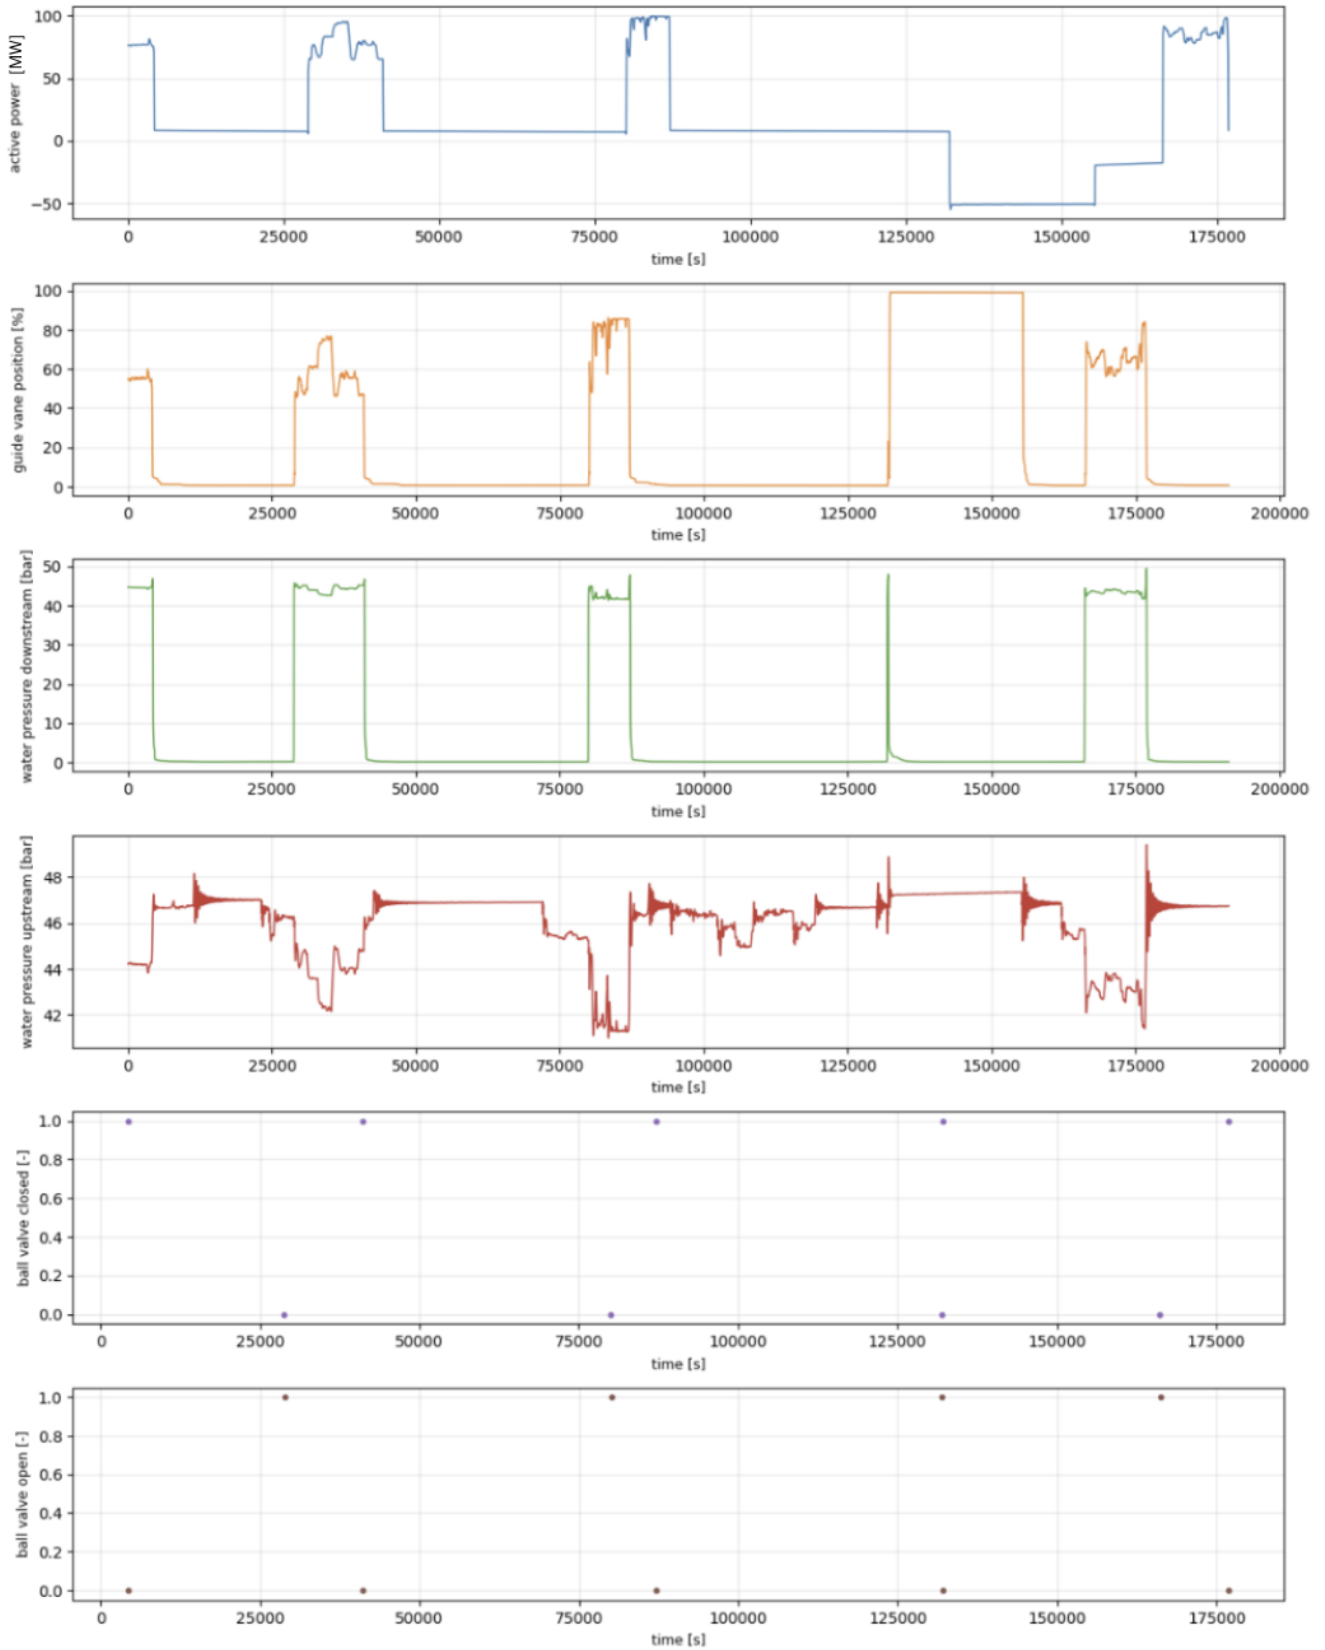 active power [MW]
100
50
0
−50
0 25000 50000 75000 100000 125000 150000 175000
time [s]
guide vane position [%]
100
80
60
40
20
0
0 25000 50000 75000 100000 125000 150000 175000 200000
time [s]
water pressure downstream [bar]
50
40
30
20
10
0
0 25000 50000 75000 100000 125000 150000 175000 200000
time [s]
water pressure upstream [bar]
48
46
44
42
0 25000 50000 75000 100000 125000 150000 175000 200000
time [s]
ball valve closed [-]
1.0
0.8
0.6
0.4
0.2
0.0
0 25000 50000 75000 100000 125000 150000 175000
time [s]
ball valve open [-]
1.0
0.8
0.6
0.4
0.2
0.0
0 25000 50000 75000 100000 125000 150000 175000
time [s]